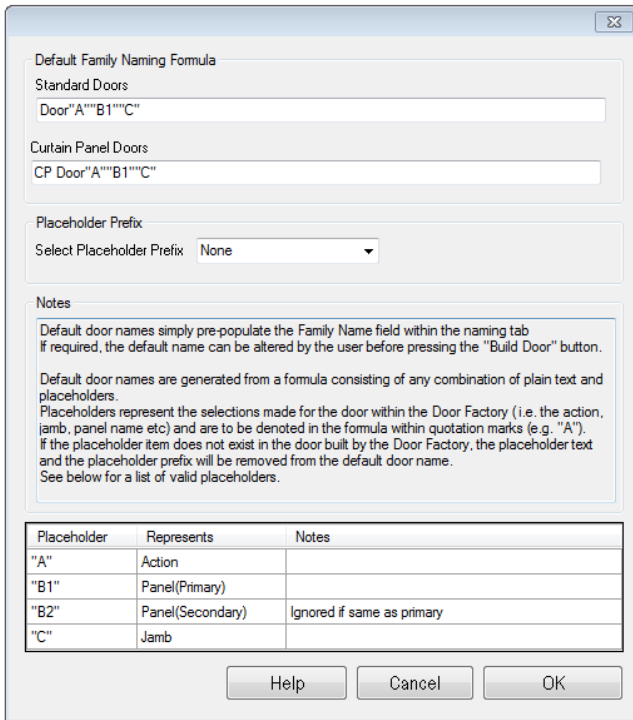 Default Family Naming Formula
Standard Doors
Door"A""B1""C"
Curtain Panel Doors
CP Door"A""B1""C"
Placeholder Prefix
Select Placeholder Prefix None
Notes
Default door names simply pre-populate the Family Name field within the naming tab
If required, the default name can be altered by the user before pressing the "Build Door" button.
Default door names are generated from a formula consisting of any combination of plain text and
placeholders.
Placeholders represent the selections made for the door within the Door Factory ( i.e. the action,
jamb, panel name etc) and are to be denoted in the formula within quotation marks (e.g. "A").
If the placeholder item does not exist in the door built by the Door Factory, the placeholder text
and the placeholder prefix will be removed from the default door name.
See below for a list of valid placeholders.
Placeholder Represents Notes
"A" Action
"B1" Panel(Primary)
"B2" Panel(Secondary) Ignored if same as primary
"C" Jamb
Help Cancel OK